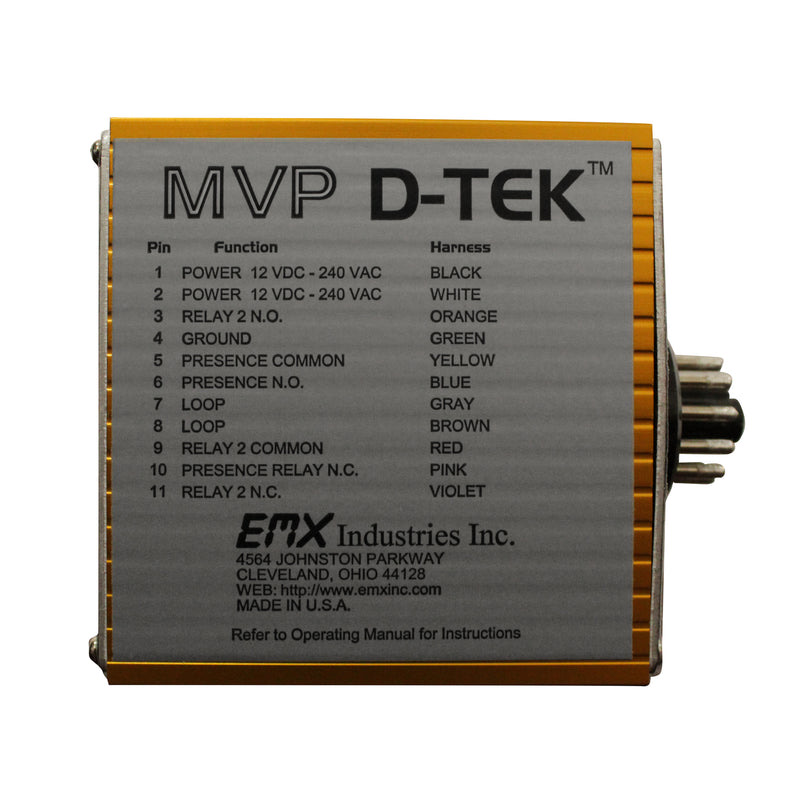 MVP D-TEK™
Pin Function Harness
1 POWER 12 VDC - 240 VAC BLACK
2 POWER 12 VDC - 240 VAC WHITE
3 RELAY 2 N.O. ORANGE
4 GROUND GREEN
5 PRESENCE COMMON YELLOW
6 PRESENCE N.O. BLUE
7 LOOP GRAY
8 LOOP BROWN
9 RELAY 2 COMMON RED
10 PRESENCE RELAY N.C. PINK
11 RELAY 2 N.C. VIOLET
EMX Industries Inc.
4564 JOHNSTON PARKWAY
CLEVELAND, OHIO 44128
WEB: http://www.emxinc.com
MADE IN U.S.A.
Refer to Operating Manual for Instructions